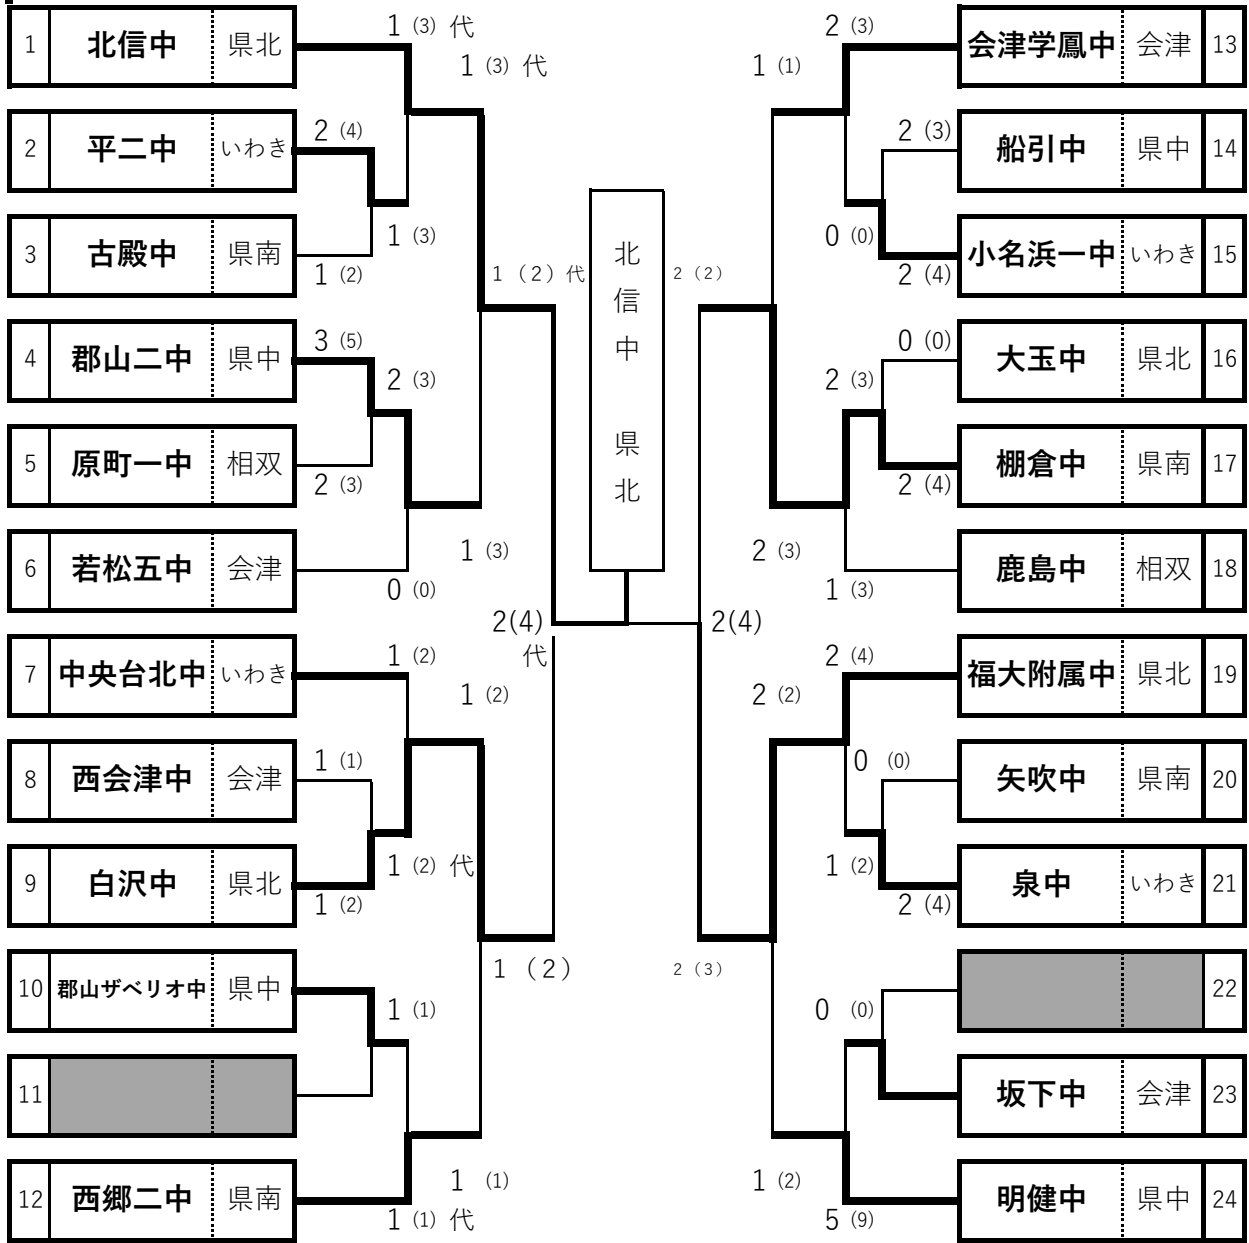 1 北信中 県北
2 平二中 いわき
3 古殿中 県南
4 郡山二中 県中
5 原町一中 相双
6 若松五中 会津
7 中央台北中 いわき
8 西会津中 会津
9 白沢中 県北
10 郡山ザベリオ中 県中
11
12 西郷二中 県南
1 (3) 代
2 (4)
1 (3)
1 (2)
3 (5)
2 (3)
2 (3)
0 (0)
1 (2)
1 (1)
1 (2) 代
1 (2)
1 (1)
1 (1) 代
1 (3) 代
1 (3)
1 (2)
1 (1)
1 (2) 代
1 (2)
2(4)
代
北信中 県北
2(4)
2 (2)
2 (3)
1 (1)
2 (3)
2 (2)
1 (2)
2 (3)
2 (3)
0 (0)
2 (4)
0 (0)
2 (3)
2 (4)
1 (3)
2 (4)
0 (0)
1 (2)
2 (4)
0 (0)
5 (9)
会津学鳳中 会津 13
船引中 県中 14
小名浜一中 いわき 15
大玉中 県北 16
棚倉中 県南 17
鹿島中 相双 18
福大附属中 県北 19
矢吹中 県南 20
泉中 いわき 21
22
坂下中 会津 23
明健中 県中 24